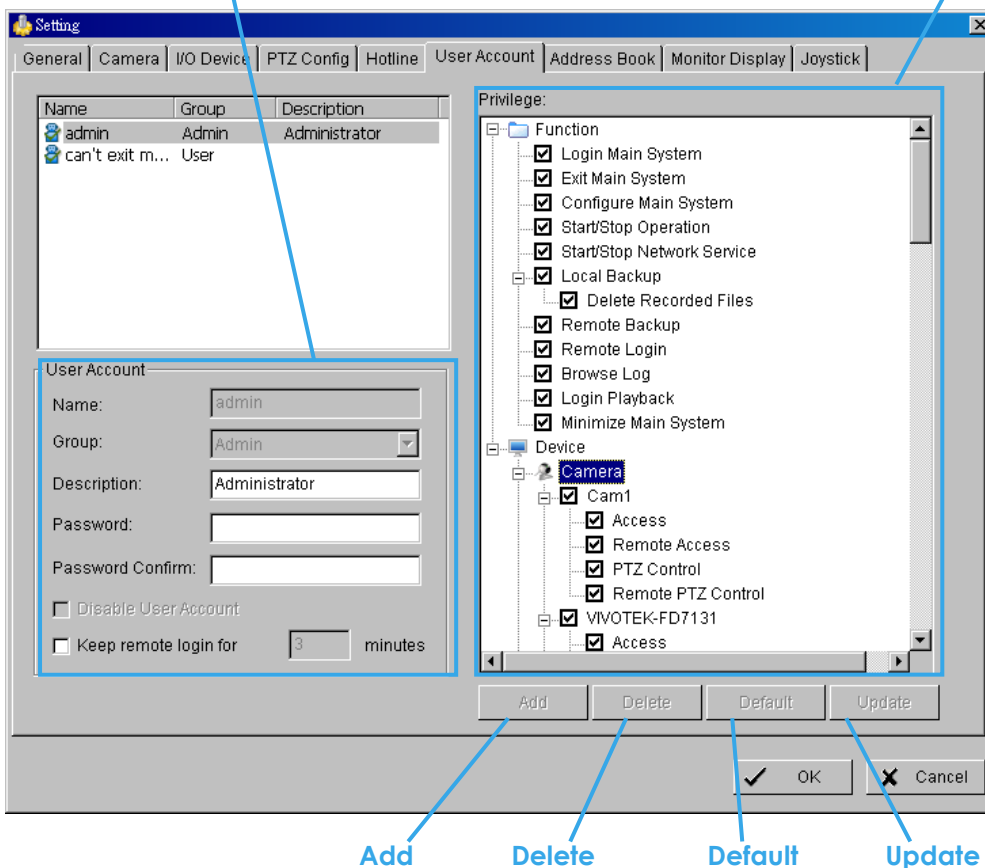 Setting
General Camera I/O Device PTZ Config Hotline User Account Address Book Monitor Display Joystick
Name Group Description
admin Admin Administrator
can't exit m... User
User Account
Name: admin
Group: Admin
Description: Administrator
Password:
Password Confirm:
Disable User Account
Keep remote login for 3 minutes
Privilege:
Function
Login Main System
Exit Main System
Configure Main System
Start/Stop Operation
Start/Stop Network Service
Local Backup
Delete Recorded Files
Remote Backup
Remote Login
Browse Log
Login Playback
Minimize Main System
Device
Camera
Cam1
Access
Remote Access
PTZ Control
Remote PTZ Control
VIVOTEK-FD7131
Access
Add Delete Default Update
OK Cancel
Add Delete Default Update